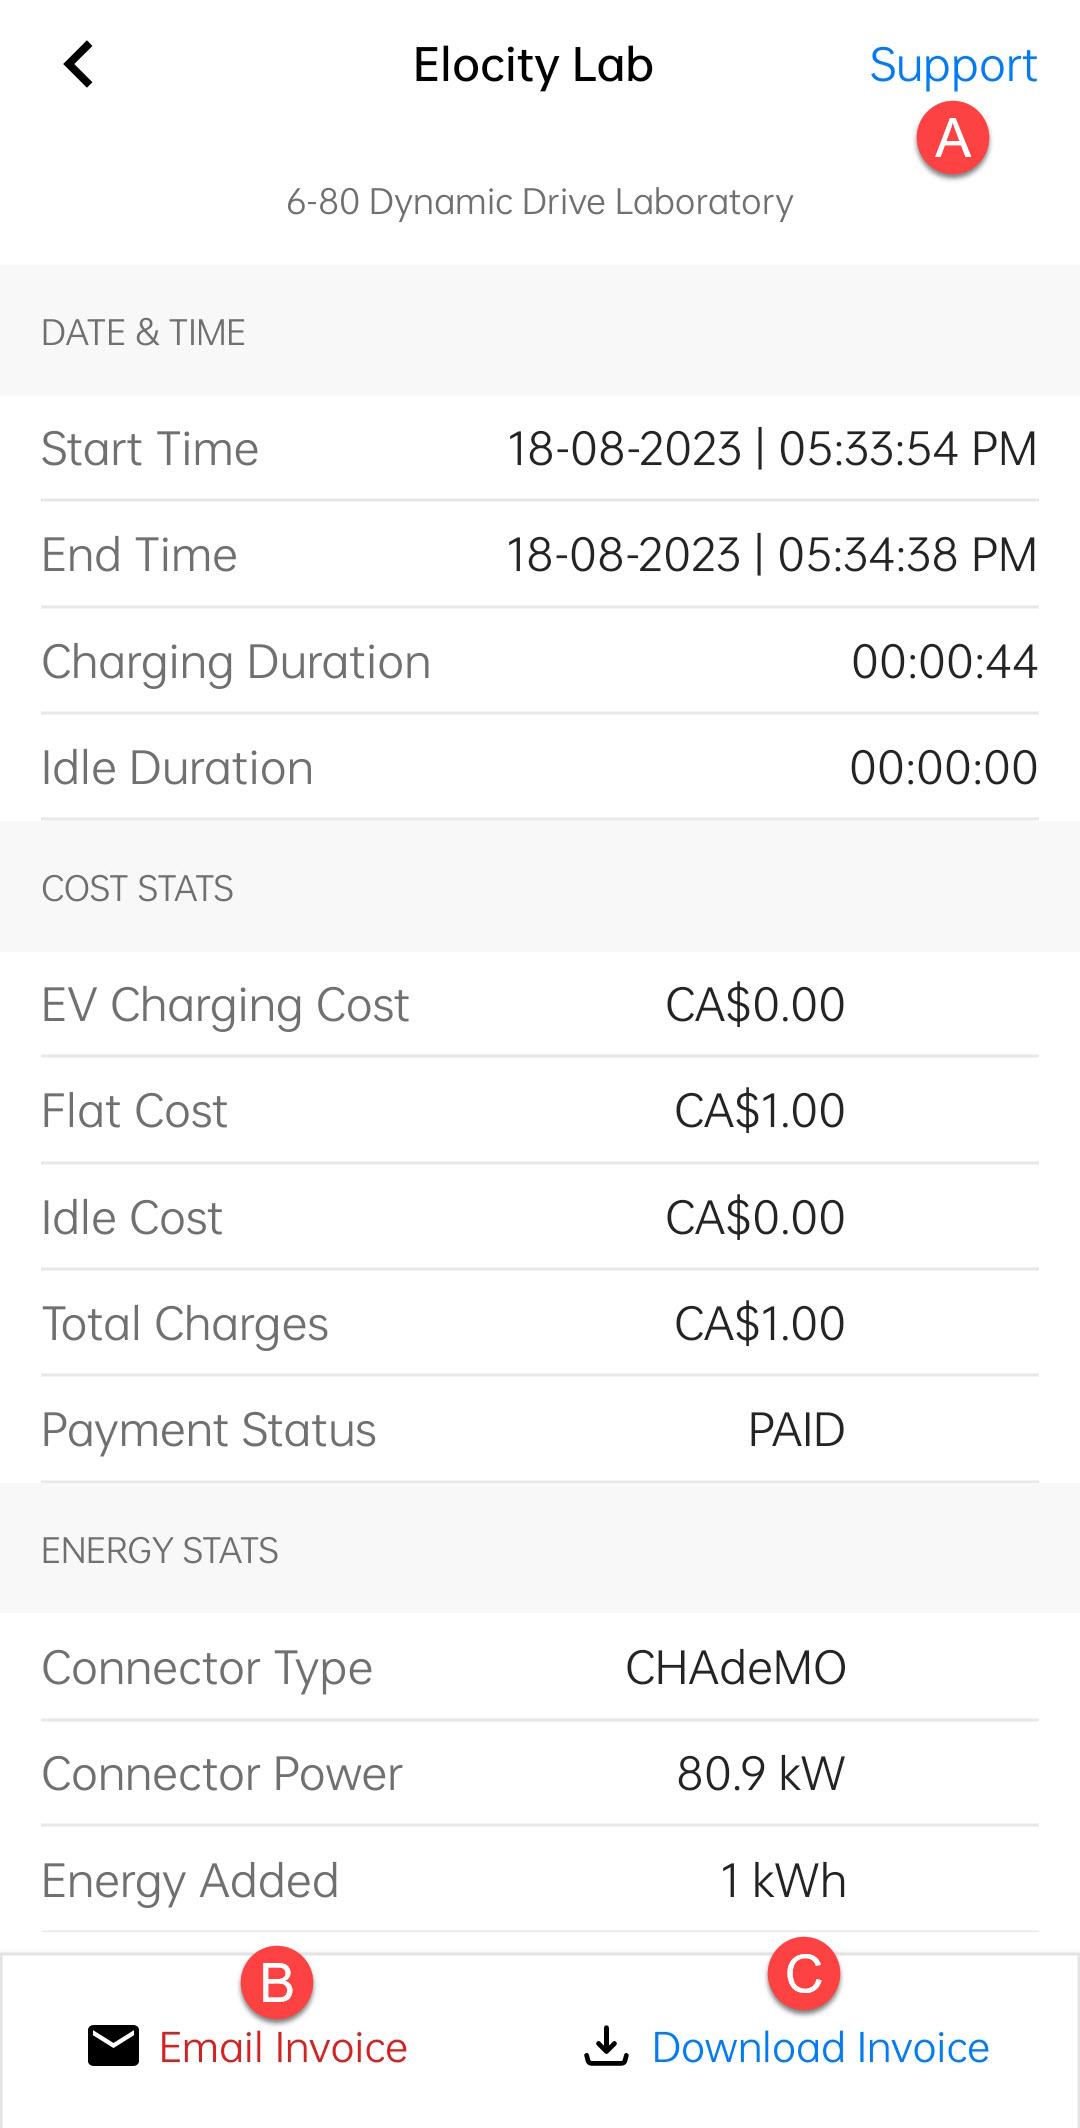 Elocity Lab
Support
A
6-80 Dynamic Drive Laboratory
DATE & TIME
Start Time 18-08-2023 | 05:33:54 PM
End Time 18-08-2023 | 05:34:38 PM
Charging Duration 00:00:44
Idle Duration 00:00:00
COST STATS
EV Charging Cost CA$0.00
Flat Cost CA$1.00
Idle Cost CA$0.00
Total Charges CA$1.00
Payment Status PAID
ENERGY STATS
Connector Type CHAdeMO
Connector Power 80.9 kW
Energy Added 1 kWh
B
C
Email Invoice
Download Invoice